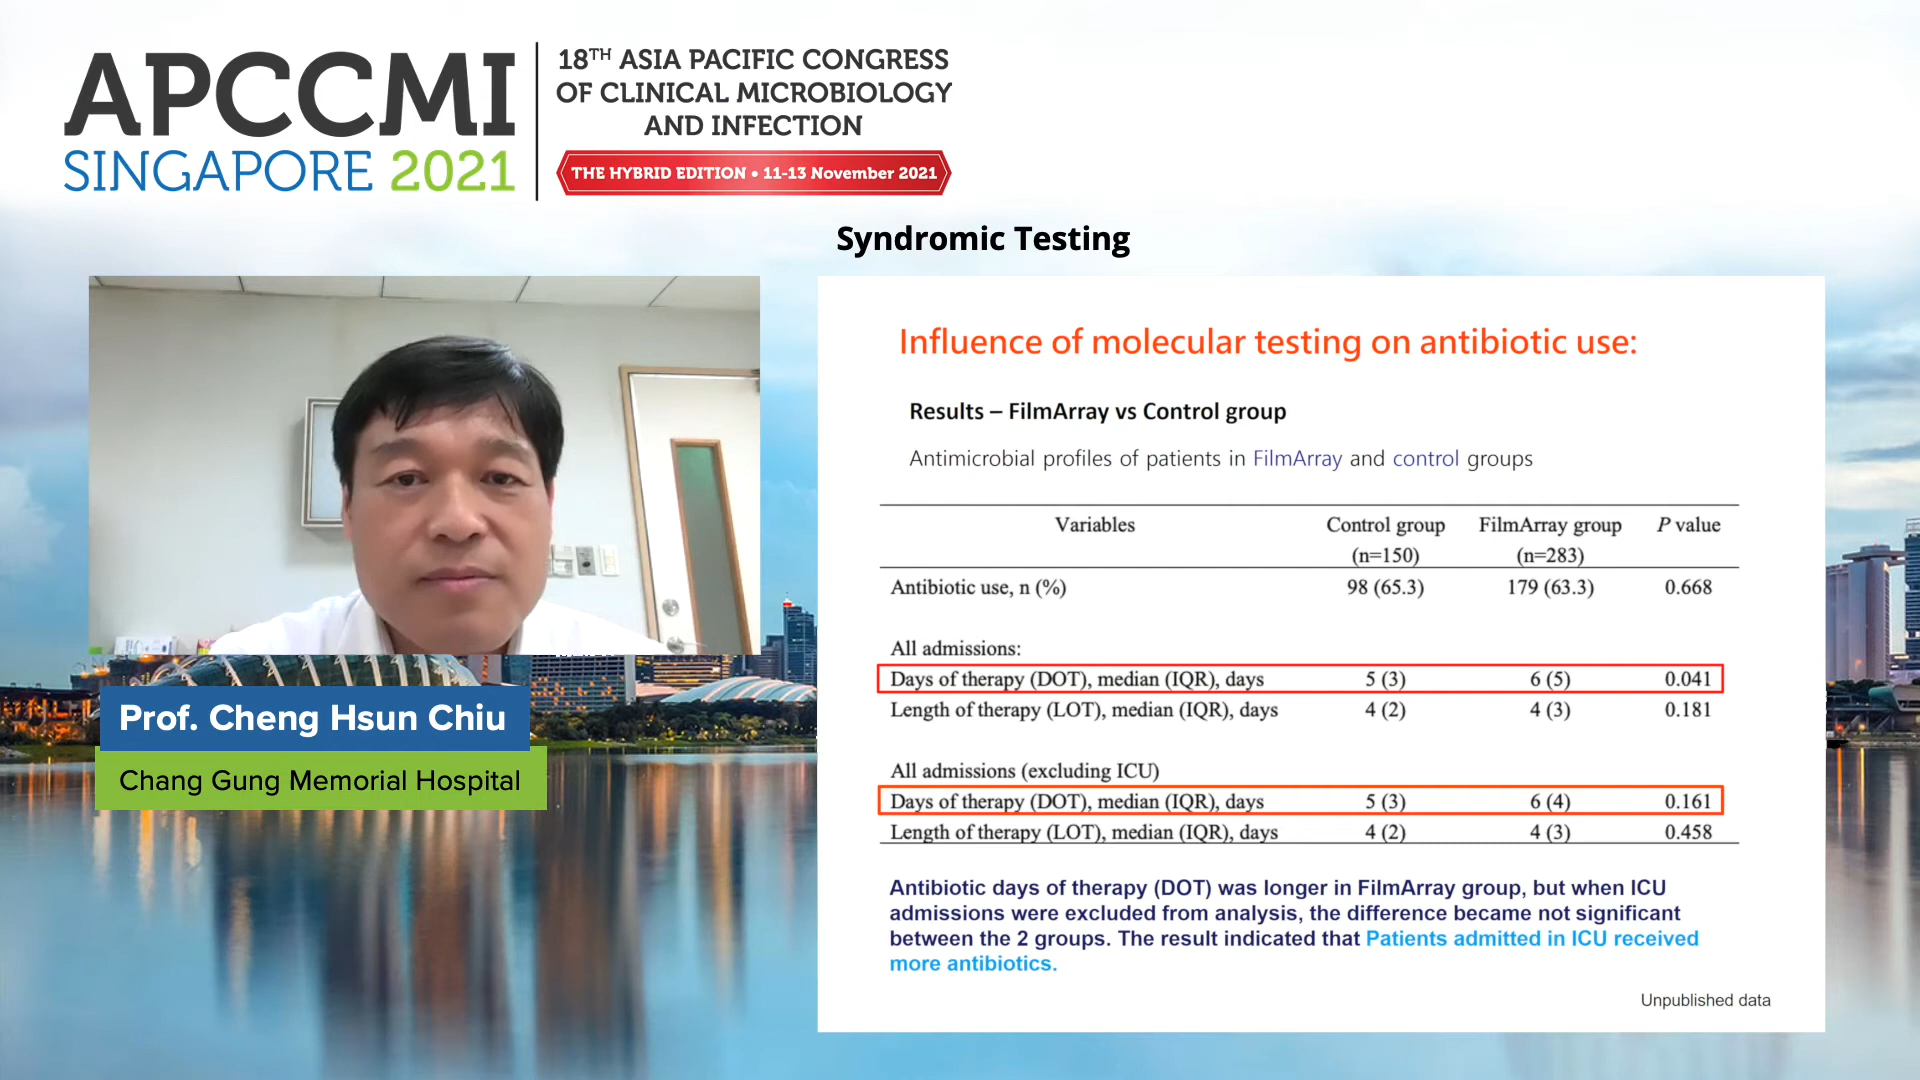 APCCMI
SINGAPORE 2021
18TH ASIA PACIFIC CONGRESS
OF CLINICAL MICROBIOLOGY
AND INFECTION
THE HYBRID EDITION • 11-13 November 2021
Syndromic Testing
Prof. Cheng Hsun Chiu
Chang Gung Memorial Hospital
Influence of molecular testing on antibiotic use:
Results – FilmArray vs Control group
Antimicrobial profiles of patients in FilmArray and control groups
Variables Control group FilmArray group P value
(n=150) (n=283)
Antibiotic use, n (%) 98 (65.3) 179 (63.3) 0.668
All admissions:
Days of therapy (DOT), median (IQR), days 5 (3) 6 (5) 0.041
Length of therapy (LOT), median (IQR), days 4 (2) 4 (3) 0.181
All admissions (excluding ICU)
Days of therapy (DOT), median (IQR), days 5 (3) 6 (4) 0.161
Length of therapy (LOT), median (IQR), days 4 (2) 4 (3) 0.458
Antibiotic days of therapy (DOT) was longer in FilmArray group, but when ICU
admissions were excluded from analysis, the difference became not significant
between the 2 groups. The result indicated that Patients admitted in ICU received
more antibiotics.
Unpublished data